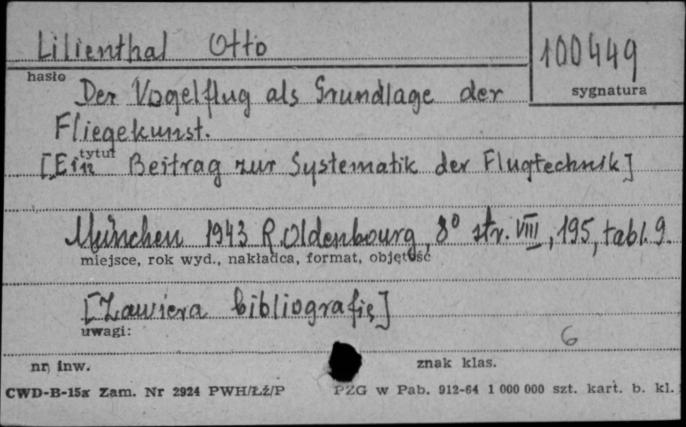 Lilienthal Otto
100449
hasło
sygnatura
Der Vogelflug als Grundlage der
Fliegekunst.
tytuł
[Ein Beitrag zur Systematik der Flugtechnik]
München 1943 R. Oldenbourg, 8° str. VIII, 195, tabl. 9.
miejsce, rok wyd., nakładca, format, objętość
[Zawiera bibliografię]
uwagi:
6
nr inw.
znak klas.
CWD-B-15x Zam. Nr 2924 PWH/ŁŹ/P
PZG w Pab. 912-64 1 000 000 szt. kart. b. kl.